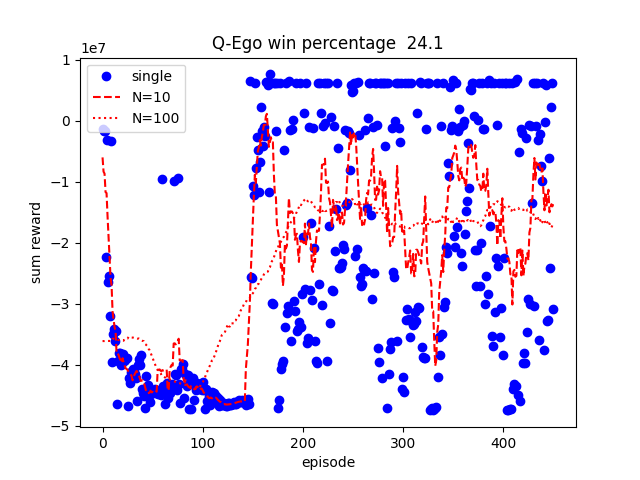 Q-Ego win percentage  24.1
1e7
single
N=10
N=100
1
0
−1
−2
−3
−4
−5
sum reward
0
100
200
300
400
episode